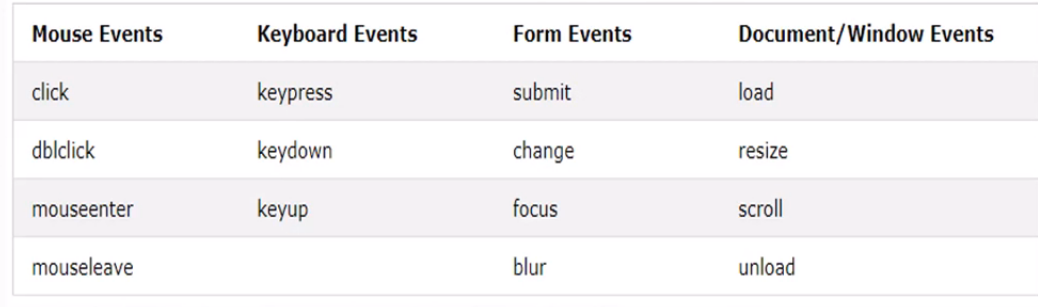 Mouse Events Keyboard Events Form Events Document/Window Events
click keypress submit load
dblclick keydown change resize
mouseenter keyup focus scroll
mouseleave blur unload